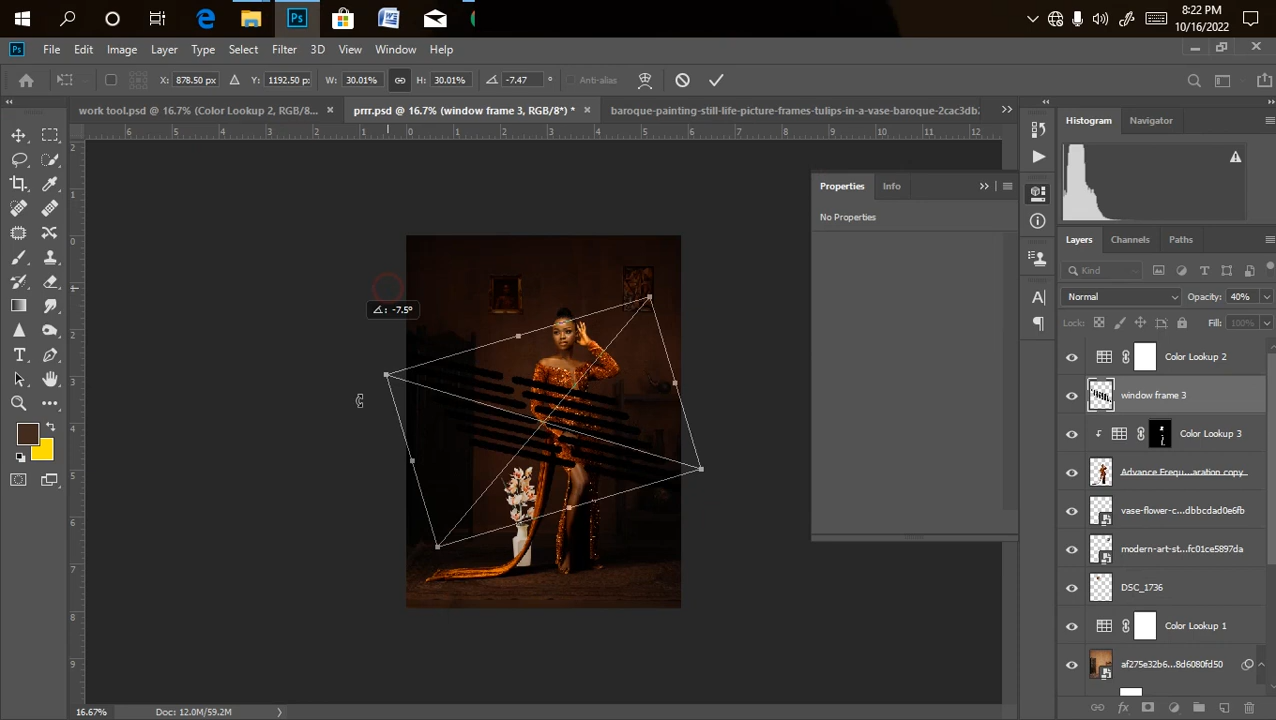 8:22 PM
10/16/2022
File Edit Image Layer Type Select Filter 3D View Window Help
X: 878.50 px Y: 1192.50 px W: 30.01% H: 30.01% -7.47 ° Anti-alias
work tool.psd @ 16.7% (Color Lookup 2, RGB/8... × prrr.psd @ 16.7% (window frame 3, RGB/8*) * × baroque-painting-still-life-picture-frames-tulips-in-a-vase-baroque-2cac3db
Histogram Navigator
Properties Info
No Properties
-7.5°
Layers Channels Paths
Kind
Normal Opacity: 40%
Lock: Fill: 100%
Color Lookup 2
window frame 3
Color Lookup 3
Advance Frequ...aration copy
vase-flower-c...dbbcdad0e6fb
modern-art-st...fc01ce5897da
DSC_1736
Color Lookup 1
af275e32b6...8d6080fd50
16.67% Doc: 12.0M/59.2M